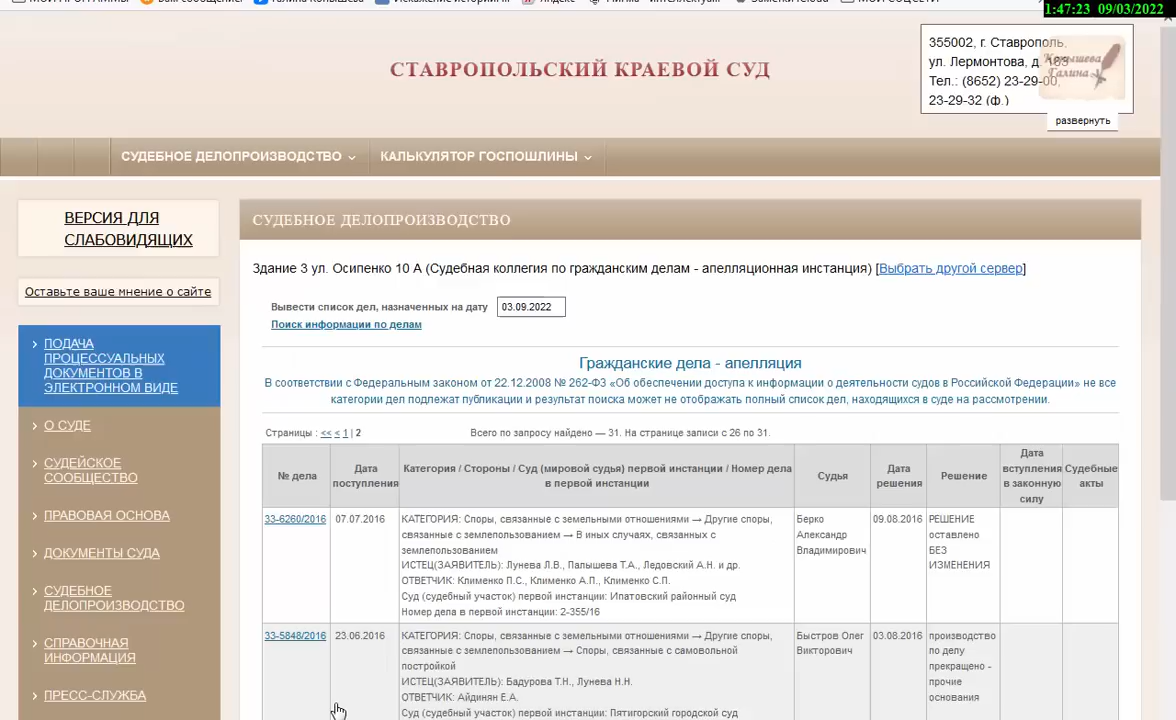 1:47:23 09/03/2022
СТАВРОПОЛЬСКИЙ КРАЕВОЙ СУД
355002, г. Ставрополь,
ул. Лермонтова, д. 183
Тел.: (8652) 23-29-00,
23-29-32 (ф.)
Конышева
Галина
развернуть
СУДЕБНОЕ ДЕЛОПРОИЗВОДСТВО
КАЛЬКУЛЯТОР ГОСПОШЛИНЫ
ВЕРСИЯ ДЛЯ
СЛАБОВИДЯЩИХ
Оставьте ваше мнение о сайте
ПОДАЧА
ПРОЦЕССУАЛЬНЫХ
ДОКУМЕНТОВ В
ЭЛЕКТРОННОМ ВИДЕ
О СУДЕ
СУДЕЙСКОЕ
СООБЩЕСТВО
ПРАВОВАЯ ОСНОВА
ДОКУМЕНТЫ СУДА
СУДЕБНОЕ
ДЕЛОПРОИЗВОДСТВО
СПРАВОЧНАЯ
ИНФОРМАЦИЯ
ПРЕСС-СЛУЖБА
СУДЕБНОЕ ДЕЛОПРОИЗВОДСТВО
Здание 3 ул. Осипенко 10 А (Судебная коллегия по гражданским делам - апелляционная инстанция) [Выбрать другой сервер]
Вывести список дел, назначенных на дату 03.09.2022
Поиск информации по делам
Гражданские дела - апелляция
В соответствии с Федеральным законом от 22.12.2008 № 262-ФЗ «Об обеспечении доступа к информации о деятельности судов в Российской Федерации» не все
категории дел подлежат публикации и результат поиска может не отображать полный список дел, находящихся в суде на рассмотрении.
Страницы : << < 1 | 2 Всего по запросу найдено — 31. На странице записи с 26 по 31.
№ дела
Дата
поступления
Категория / Стороны / Суд (мировой судья) первой инстанции / Номер дела
в первой инстанции
Судья
Дата
решения
Решение
Дата
вступления
в законную
силу
Судебные
акты
33-6260/2016
07.07.2016
КАТЕГОРИЯ: Споры, связанные с земельными отношениями → Другие споры,
связанные с землепользованием → В иных случаях, связанных с
землепользованием
ИСТЕЦ(ЗАЯВИТЕЛЬ): Лунева Л.В., Палышева Т.А., Ледовский А.Н. и др.
ОТВЕТЧИК: Клименко П.С., Клименко А.П., Клименко С.П.
Суд (судебный участок) первой инстанции: Ипатовский районный суд
Номер дела в первой инстанции: 2-355/16
Берко
Александр
Владимирович
09.08.2016
РЕШЕНИЕ
оставлено
БЕЗ
ИЗМЕНЕНИЯ
33-5848/2016
23.06.2016
КАТЕГОРИЯ: Споры, связанные с земельными отношениями → Другие споры,
связанные с землепользованием → Споры, связанные с самовольной
постройкой
ИСТЕЦ(ЗАЯВИТЕЛЬ): Бадурова Т.Н., Лунева Н.Н.
ОТВЕТЧИК: Айдинян Е.А.
Суд (судебный участок) первой инстанции: Пятигорский городской суд
Быстров Олег
Викторович
03.08.2016
производство
по делу
прекращено -
прочие
основания